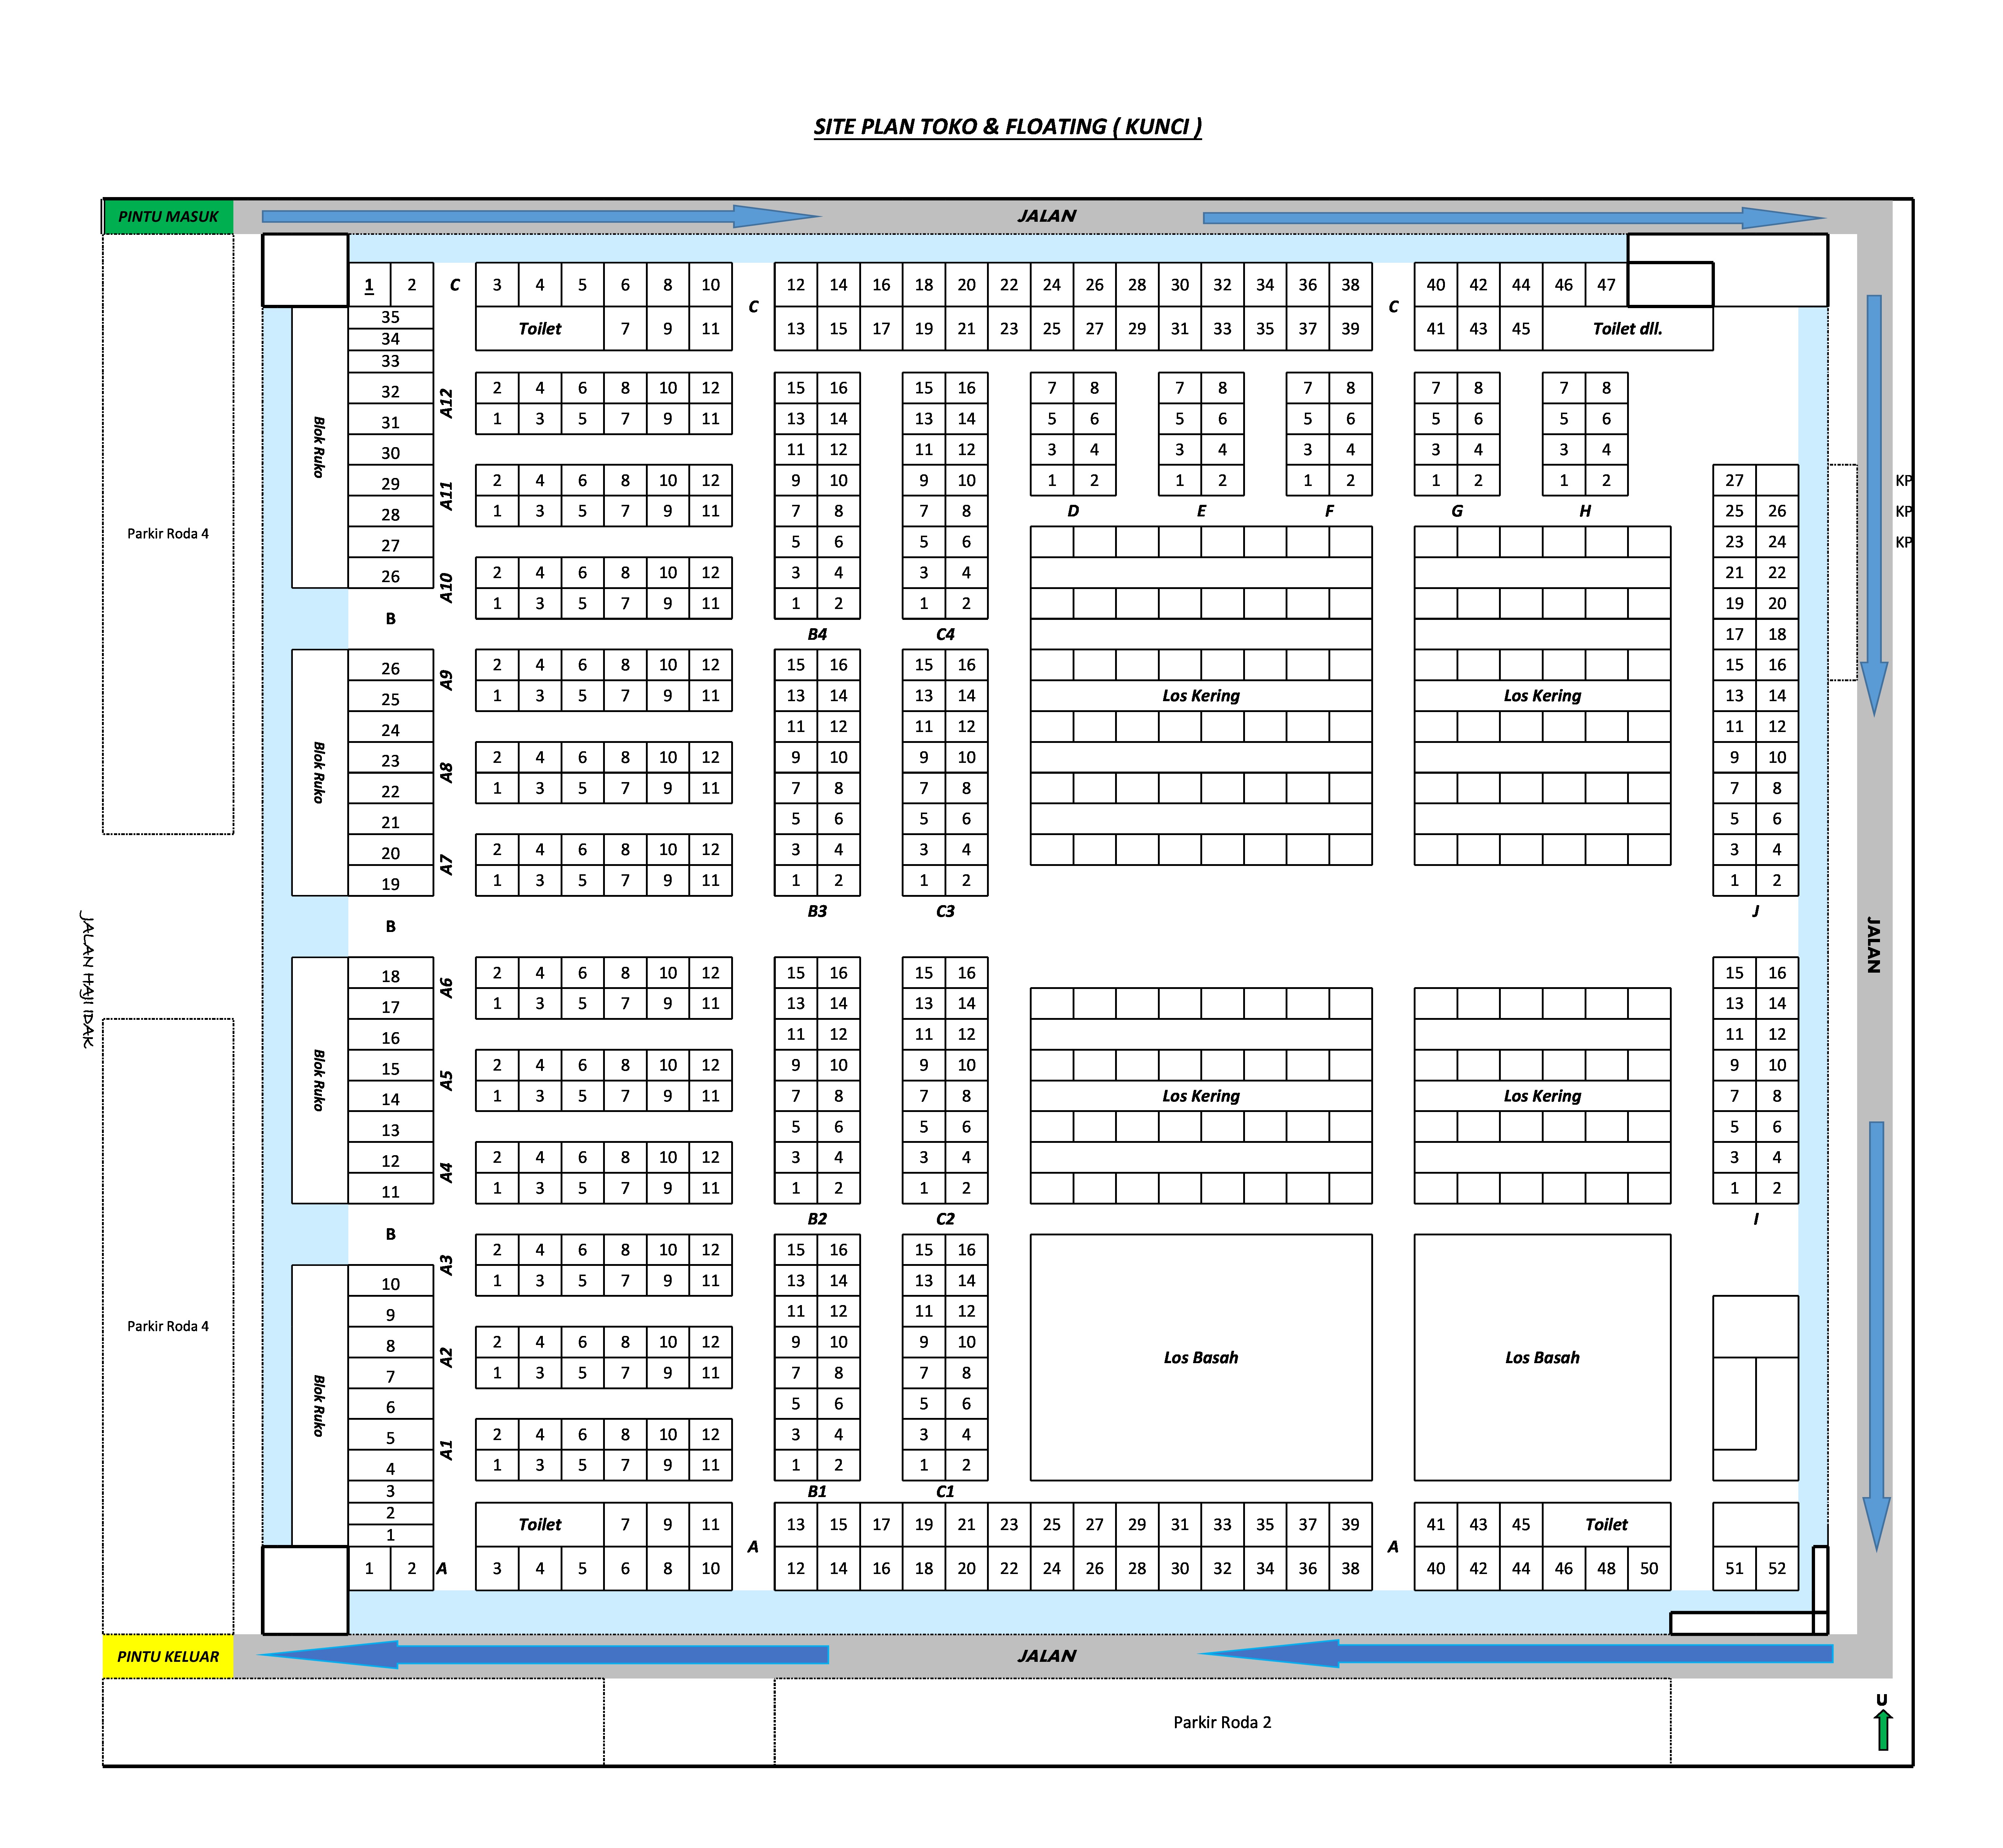 SITE PLAN TOKO & FLOATING ( KUNCI )
PINTU MASUK JALAN
1 2 C 3 4 5 6 8 10 12 14 16 18 20 22 24 26 28 30 32 34 36 38 40 42 44 46 47
C C
35
Toilet 7 9 11 13 15 17 19 21 23 25 27 29 31 33 35 37 39 41 43 45 Toilet dll.
34
33
32 A12 2 4 6 8 10 12 15 16 15 16 7 8 7 8 7 8 7 8 7 8
31 1 3 5 7 9 11 13 14 13 14 5 6 5 6 5 6 5 6 5 6
Blok Ruko
30 11 12 11 12 3 4 3 4 3 4 3 4 3 4
29 A11 2 4 6 8 10 12 9 10 9 10 1 2 1 2 1 2 1 2 1 2 27 KP
28 1 3 5 7 9 11 7 8 7 8 D E F G H 25 26 KP
Parkir Roda 4
27 5 6 5 6 23 24 KP
26 A10 2 4 6 8 10 12 3 4 3 4 21 22
1 3 5 7 9 11 1 2 1 2 19 20
B
B4 C4 17 18
26 A9 2 4 6 8 10 12 15 16 15 16 15 16
25 1 3 5 7 9 11 13 14 13 14 Los Kering Los Kering 13 14
24 11 12 11 12 11 12
23 A8 2 4 6 8 10 12 9 10 9 10 9 10
Blok Ruko
22 1 3 5 7 9 11 7 8 7 8 7 8
21 5 6 5 6 5 6
20 A7 2 4 6 8 10 12 3 4 3 4 3 4
19 1 3 5 7 9 11 1 2 1 2 1 2
B3 C3 J
B
JALAN HAJI IDAK
JALAN
18 A6 2 4 6 8 10 12 15 16 15 16 15 16
17 1 3 5 7 9 11 13 14 13 14 13 14
16 11 12 11 12 11 12
15 A5 2 4 6 8 10 12 9 10 9 10 9 10
Blok Ruko
14 1 3 5 7 9 11 7 8 7 8 Los Kering Los Kering 7 8
13 5 6 5 6 5 6
12 A4 2 4 6 8 10 12 3 4 3 4 3 4
11 1 3 5 7 9 11 1 2 1 2 1 2
B2 C2 I
B
A3 2 4 6 8 10 12 15 16 15 16
10 1 3 5 7 9 11 13 14 13 14
9 11 12 11 12
Parkir Roda 4
8 A2 2 4 6 8 10 12 9 10 9 10
Los Basah Los Basah
7 1 3 5 7 9 11 7 8 7 8
Blok Ruko
6 5 6 5 6
5 A1 2 4 6 8 10 12 3 4 3 4
4 1 3 5 7 9 11 1 2 1 2
3 B1 C1
2
Toilet 7 9 11 13 15 17 19 21 23 25 27 29 31 33 35 37 39 41 43 45 Toilet
1
A A
1 2 A 3 4 5 6 8 10 12 14 16 18 20 22 24 26 28 30 32 34 36 38 40 42 44 46 48 50 51 52
PINTU KELUAR JALAN
U
Parkir Roda 2